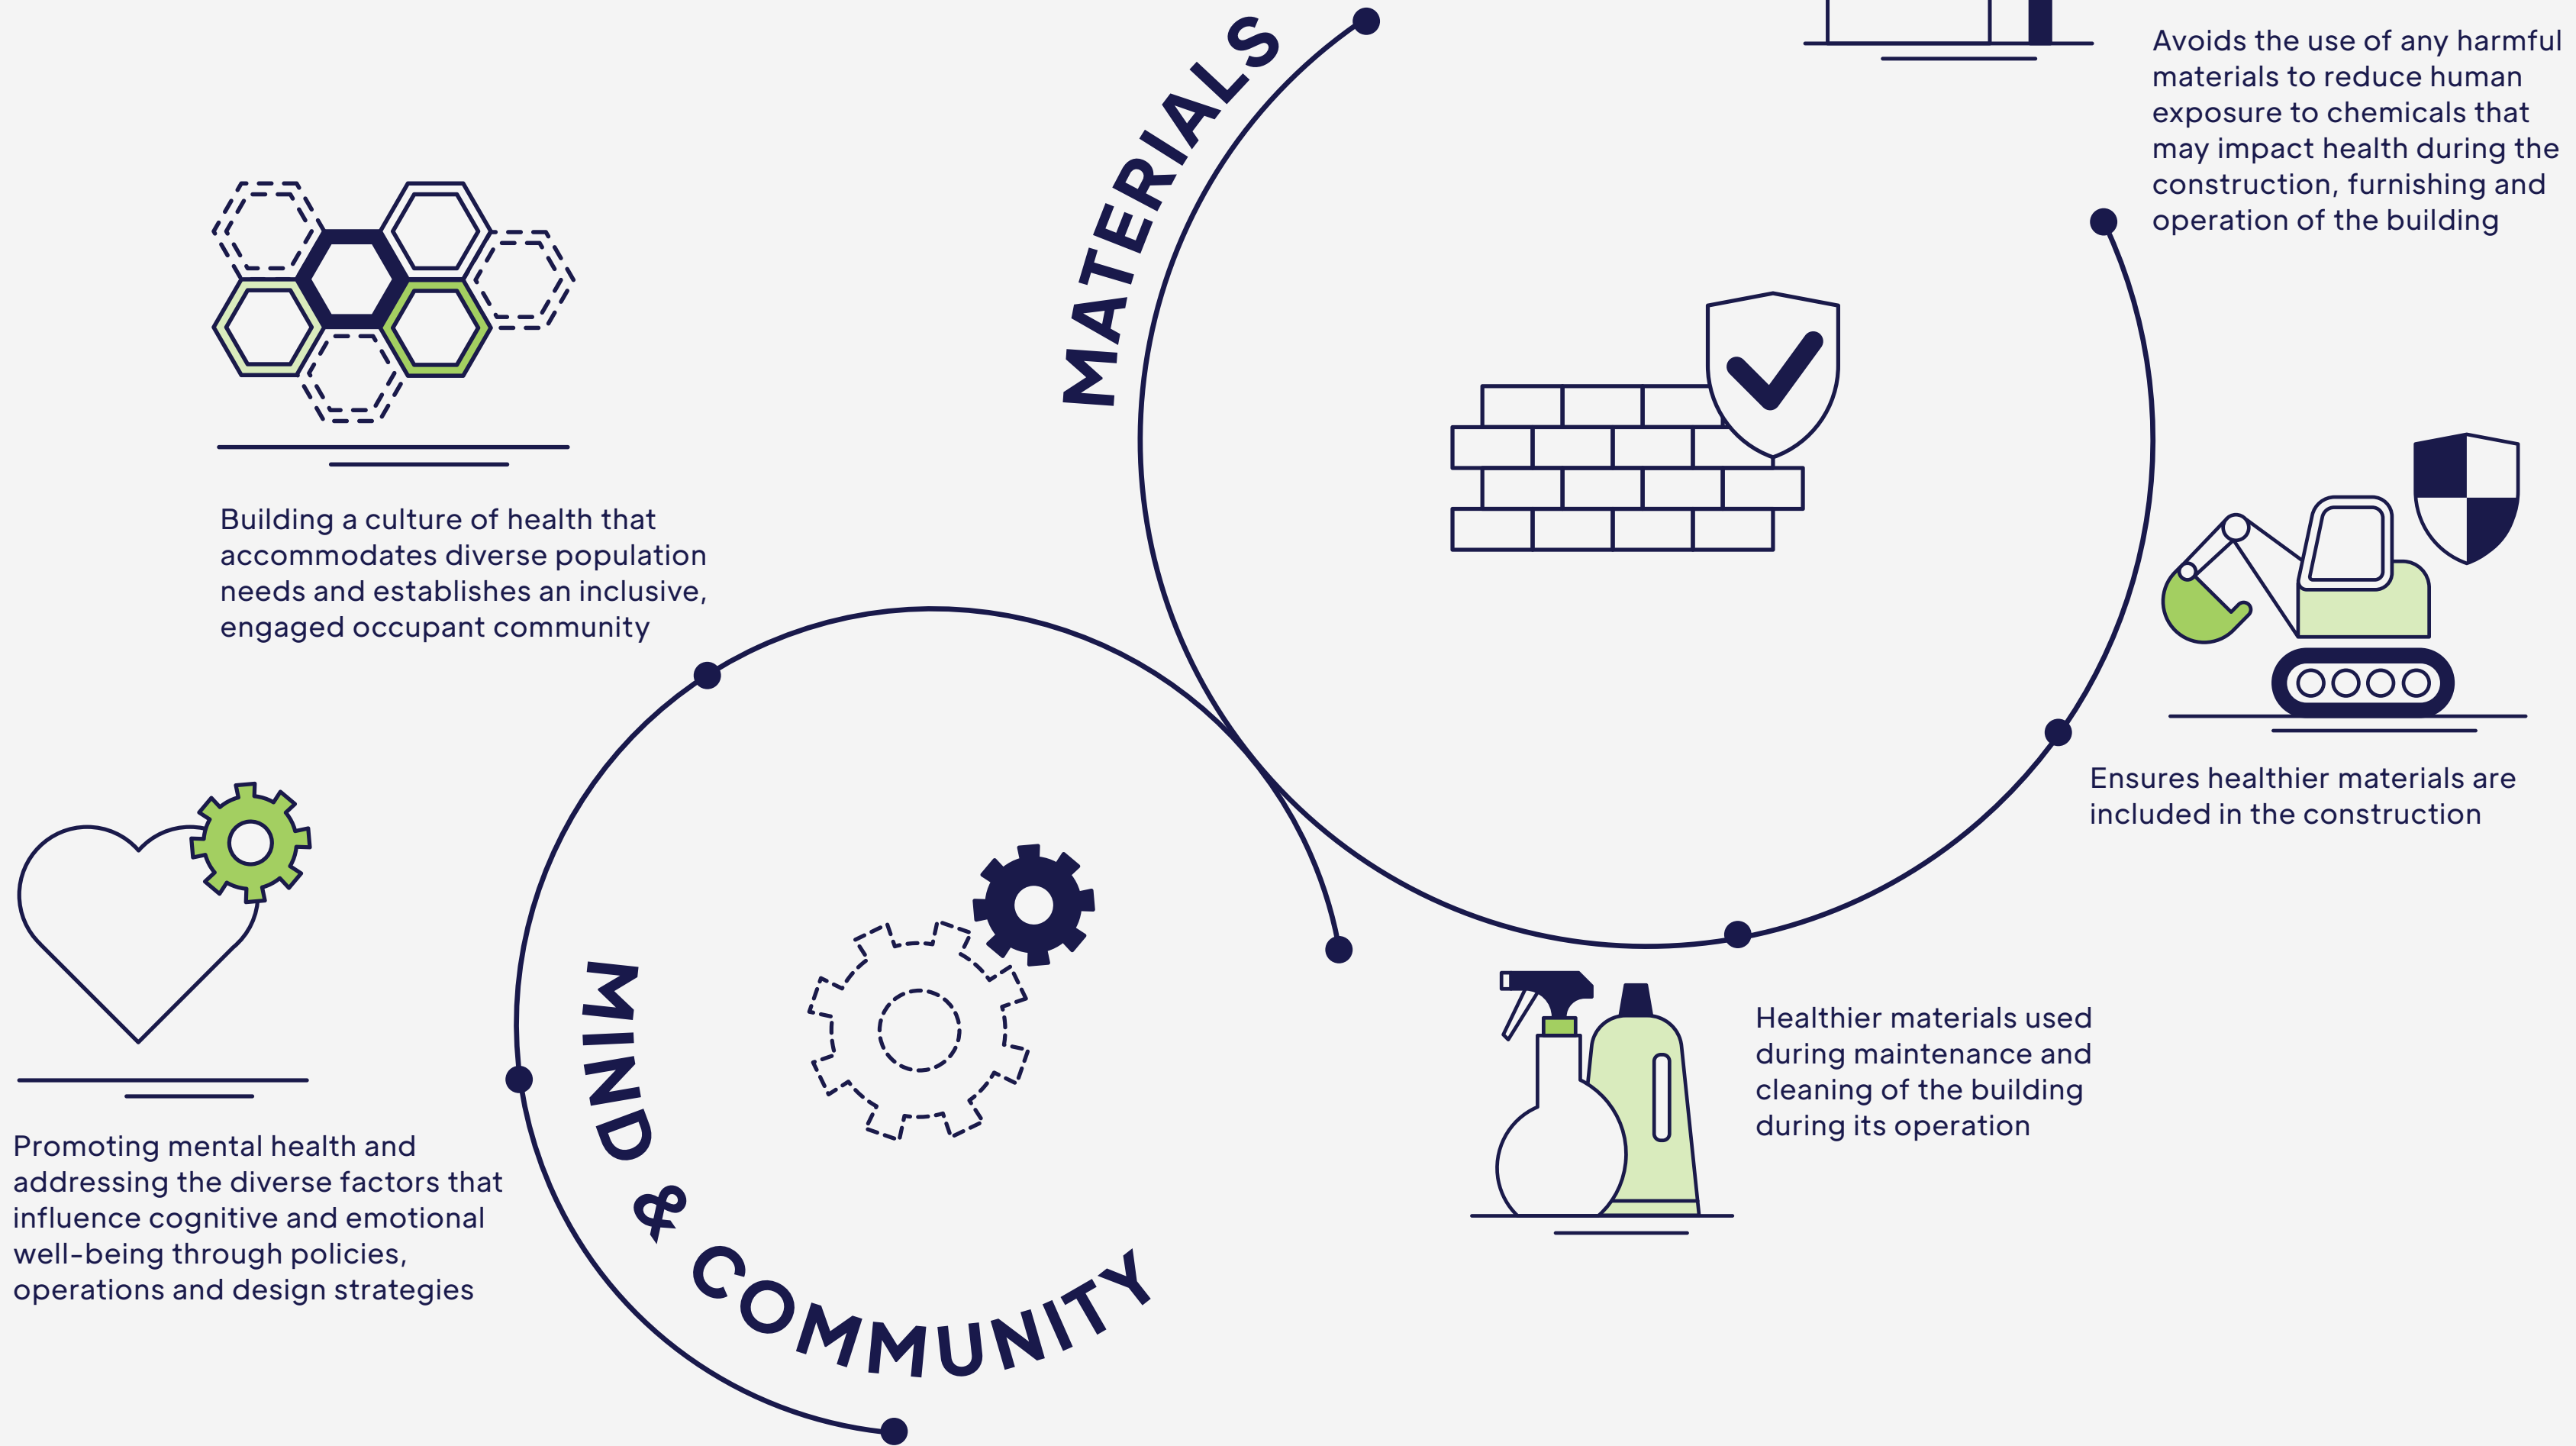 MATERIALS
Avoids the use of any harmful
materials to reduce human
exposure to chemicals that
may impact health during the
construction, furnishing and
operation of the building
Ensures healthier materials are
included in the construction
Healthier materials used
during maintenance and
cleaning of the building
during its operation
Building a culture of health that
accommodates diverse population
needs and establishes an inclusive,
engaged occupant community
MIND & COMMUNITY
Promoting mental health and
addressing the diverse factors that
influence cognitive and emotional
well-being through policies,
operations and design strategies